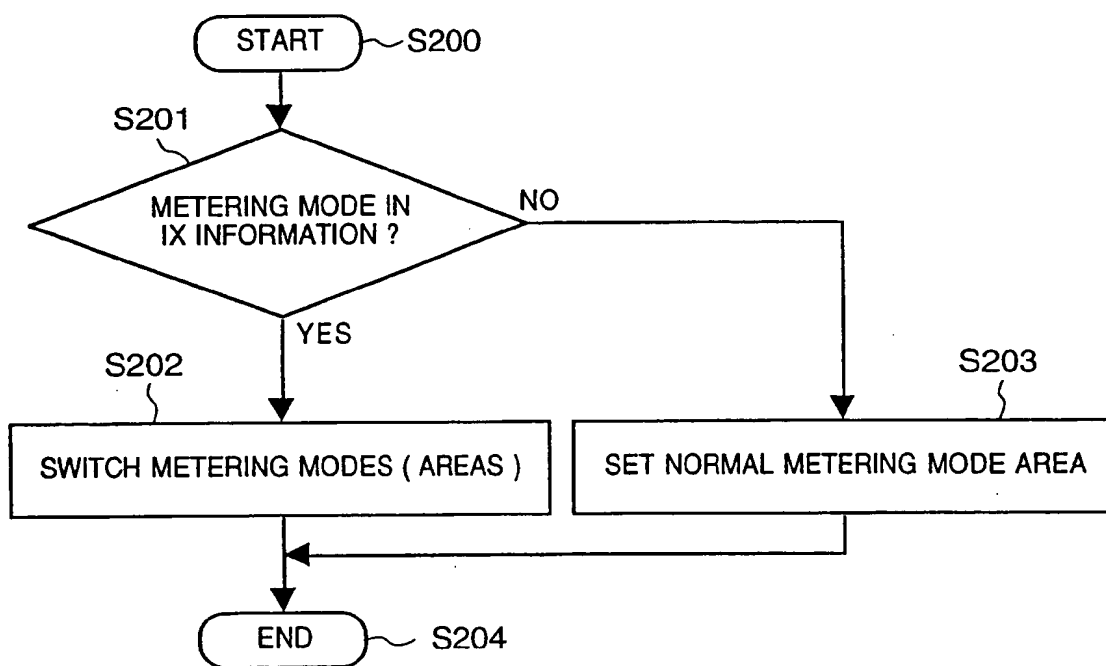 START
S200
S201
METERING MODE IN
IX INFORMATION ?
NO
YES
S202
S203
SWITCH METERING MODES ( AREAS )
SET NORMAL METERING MODE AREA
END
S204